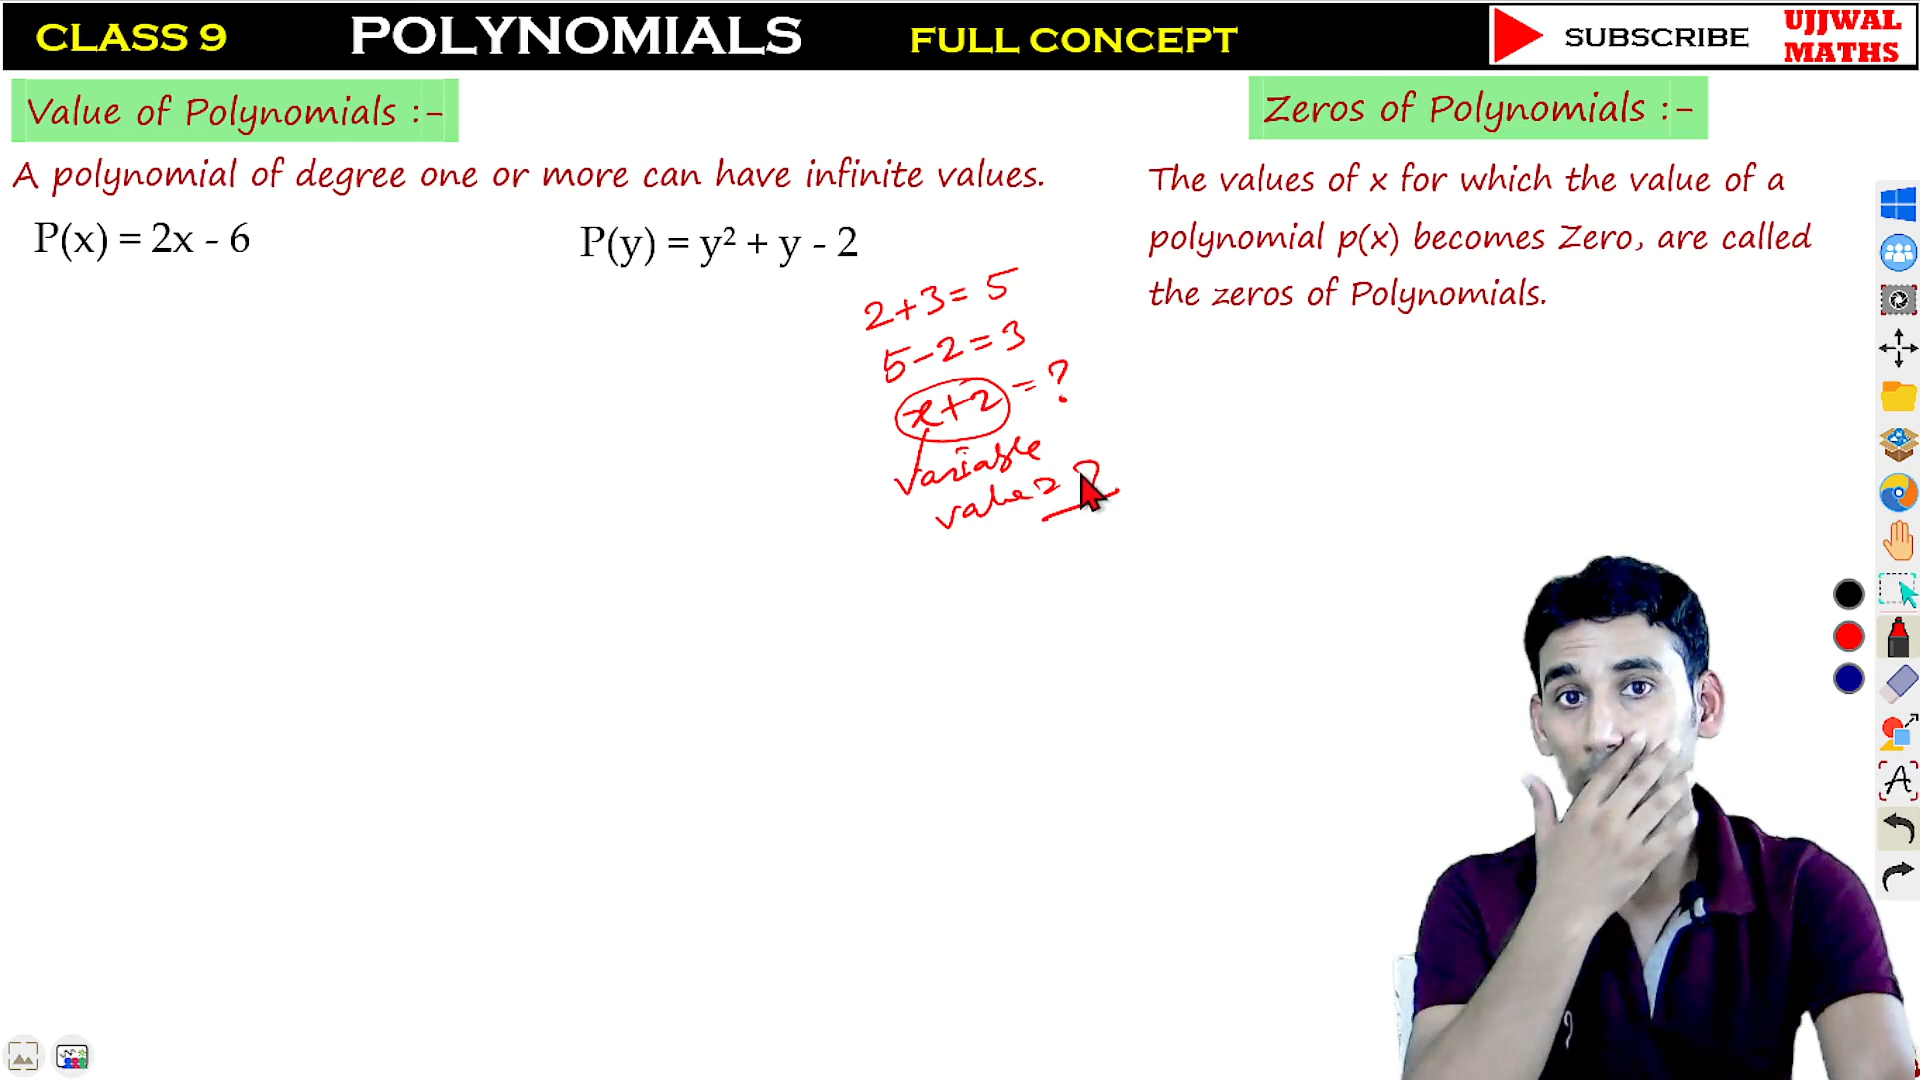 CLASS 9 POLYNOMIALS FULL CONCEPT SUBSCRIBE UJJWAL MATHS
Value of Polynomials :-
A polynomial of degree one or more can have infinite values.
P(x) = 2x - 6
P(y) = y² + y - 2
2+3=5
5-2=3
x+2 = ?
variable
value = ?
Zeros of Polynomials :-
The values of x for which the value of a
polynomial p(x) becomes Zero, are called
the zeros of Polynomials.